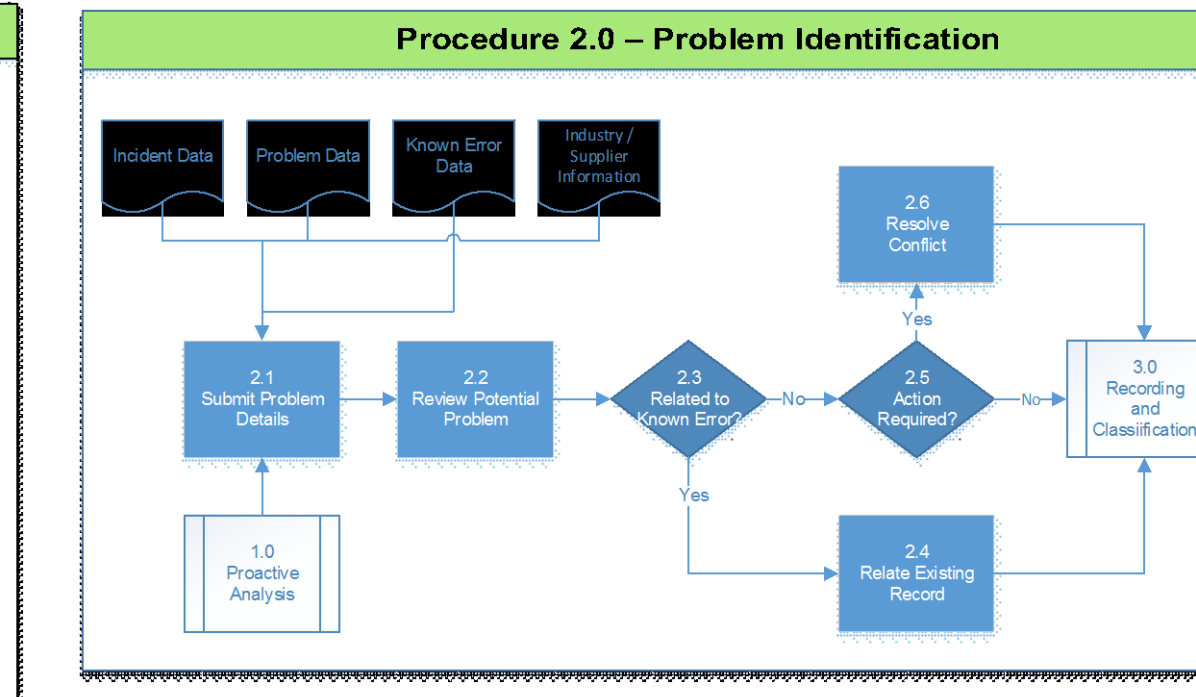 Procedure 2.0 – Problem Identification
Incident Data
Problem Data
Known Error
Data
Industry /
Supplier
Information
2.6
Resolve
Conflict
Yes
2.1
Submit Problem
Details
2.2
Review Potential
Problem
2.3
Related to
Known Error?
No
2.5
Action
Required?
No
3.0
Recording
and
Classiification
Yes
1.0
Proactive
Analysis
2.4
Relate Existing
Record